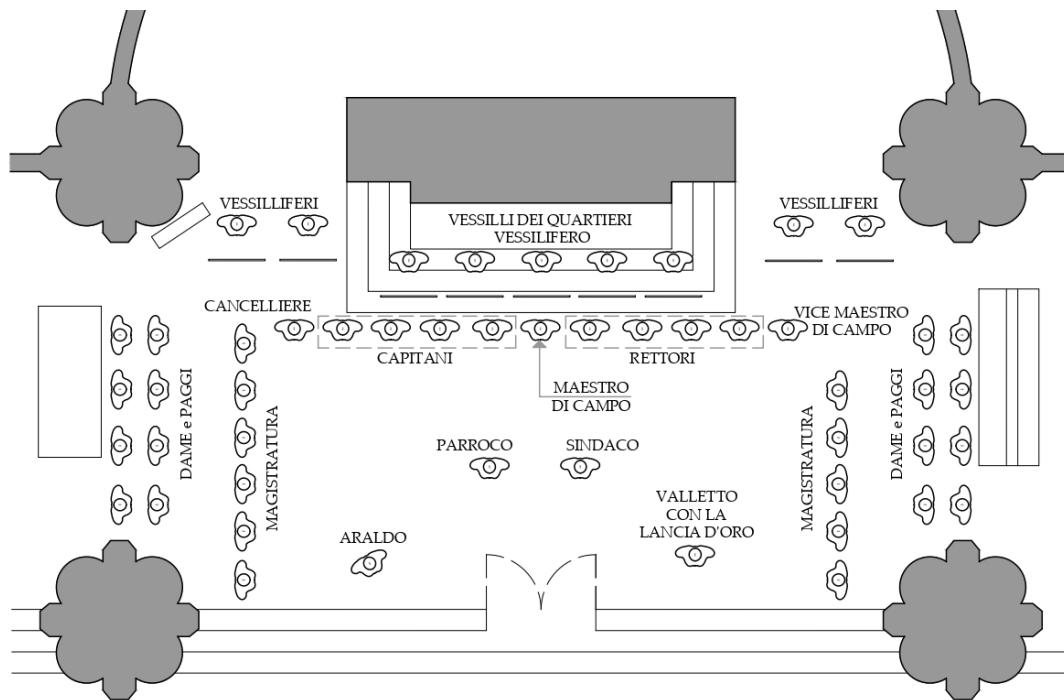 VESSILLIFERI
VESSILLI DEI QUARTIERI
VESSILIFERO
VESSILLIFERI
CANCELLIERE
CAPITANI
RETTORI
VICE MAESTRO
DI CAMPO
MAESTRO
DI CAMPO
DAME e PAGGI
MAGISTRATURA
PARROCO
SINDACO
MAGISTRATURA
DAME e PAGGI
ARALDO
VALLETTO
CON LA
LANCIA D'ORO